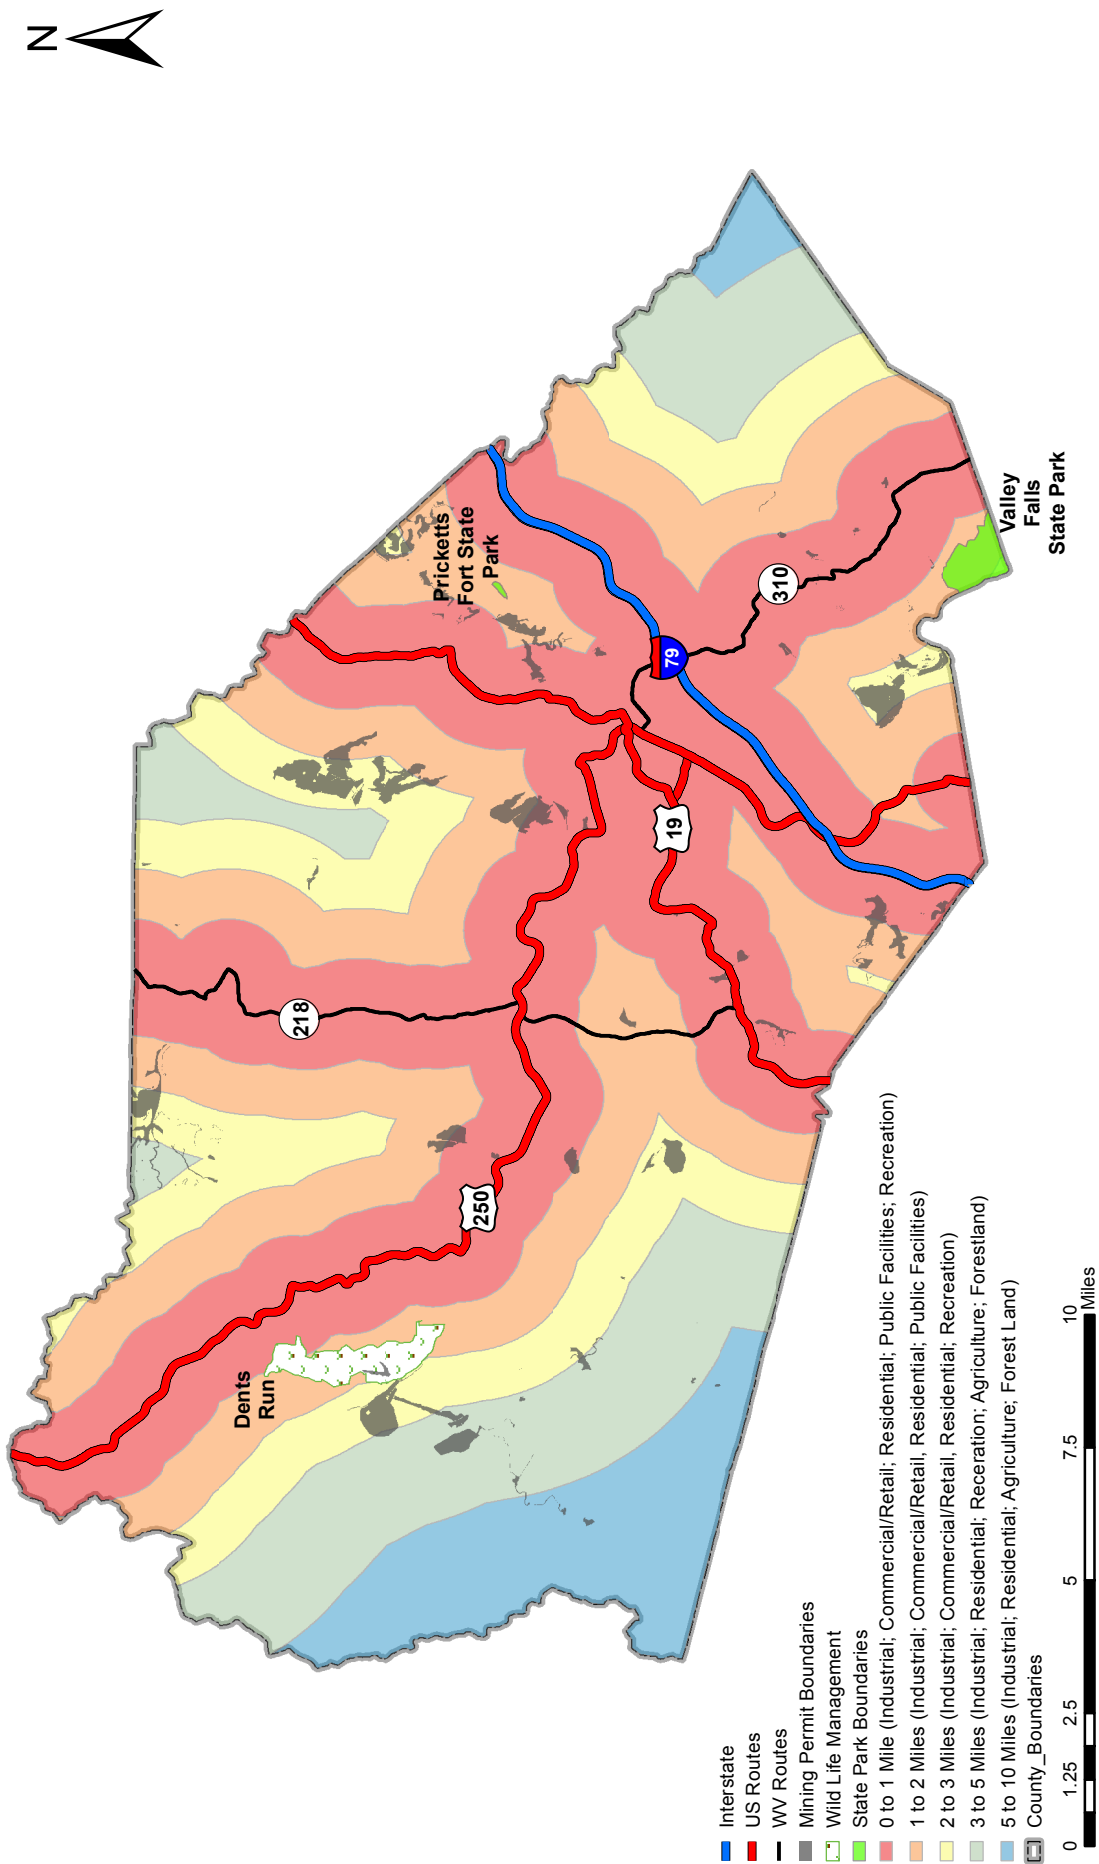 N
Dents
Run
Pricketts
Fort State
Park
Valley
Falls
State Park
218
250
19
79
310
Interstate
US Routes
WV Routes
Mining Permit Boundaries
Wild Life Management
State Park Boundaries
0 to 1 Mile (Industrial; Commercial/Retail; Residential; Public Facilities; Recreation)
1 to 2 Miles (Industrial; Commercial/Retail, Residential; Public Facilities)
2 to 3 Miles (Industrial; Commercial/Retail, Residential; Recreation)
3 to 5 Miles (Industrial; Residential; Receration; Agriculture; Forestland)
5 to 10 Miles (Industrial; Residential; Agriculture; Forest Land)
County_Boundaries
0 1.25 2.5 5 7.5 10
Miles